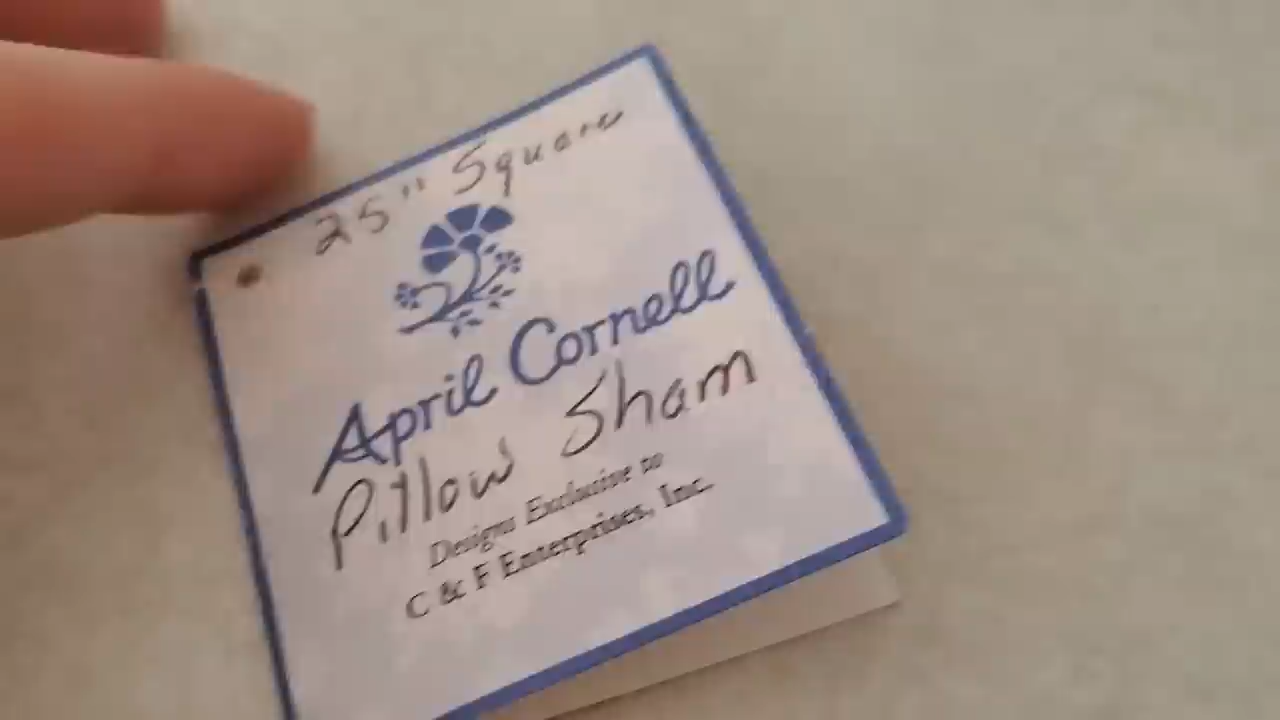 25" Square
April Cornell
Pillow Sham
Designs Exclusive to
C & F Enterprises, Inc.